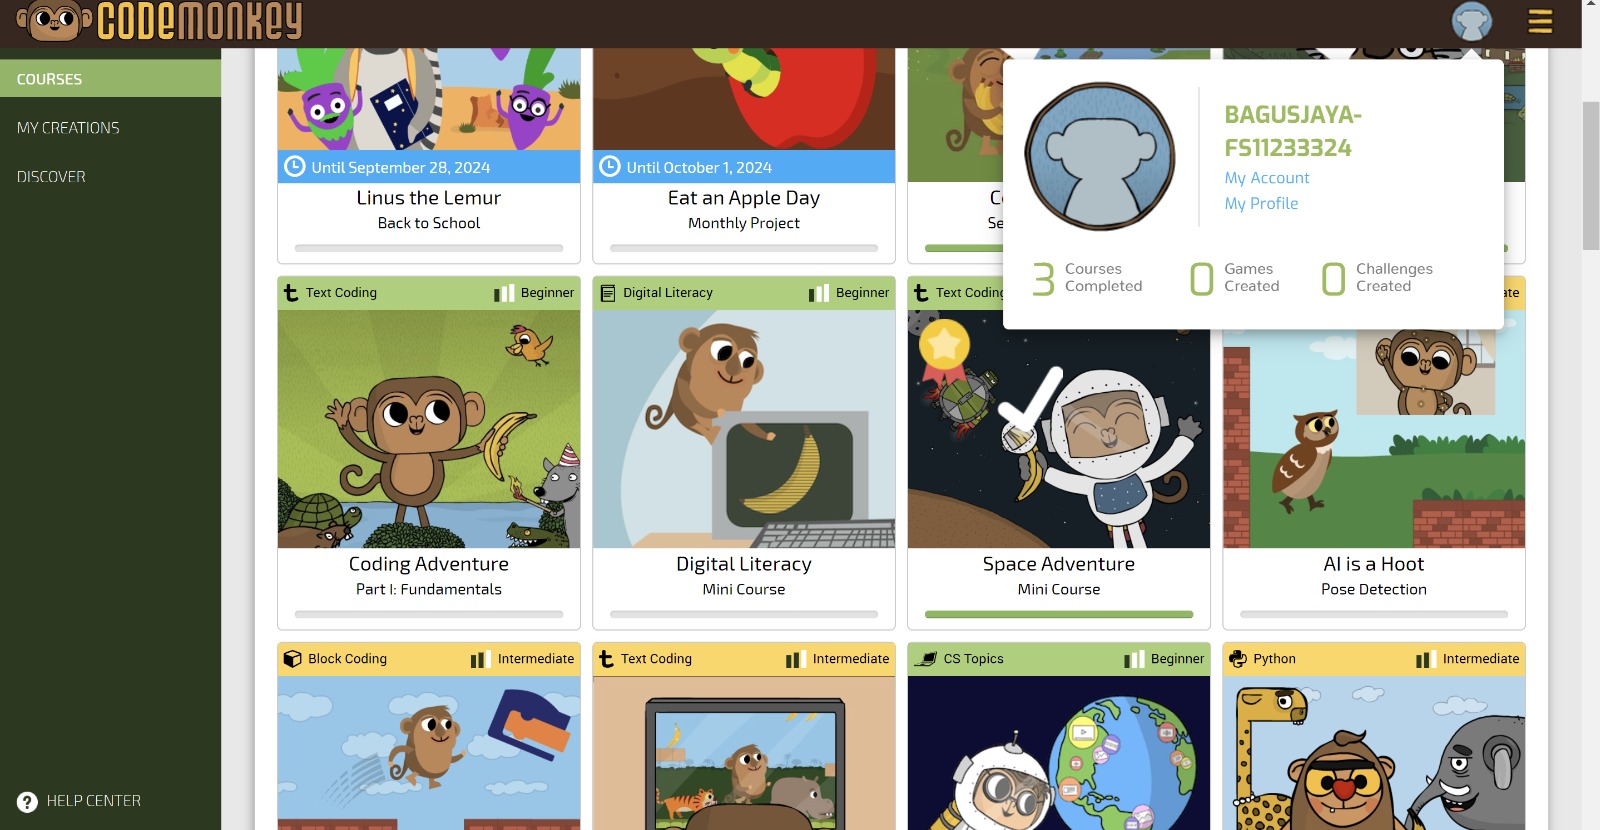 CODEMONKEY
COURSES
MY CREATIONS
DISCOVER
HELP CENTER
BAGUSJAYA-
FS11233324
My Account
My Profile
3 Courses
Completed
0 Games
Created
0 Challenges
Created
Until September 28, 2024
Linus the Lemur
Back to School
Until October 1, 2024
Eat an Apple Day
Monthly Project
Text Coding Beginner
Coding Adventure
Part I: Fundamentals
Digital Literacy Beginner
Digital Literacy
Mini Course
Text Coding
Space Adventure
Mini Course
AI is a Hoot
Pose Detection
Block Coding Intermediate
Text Coding Intermediate
CS Topics Beginner
Python Intermediate